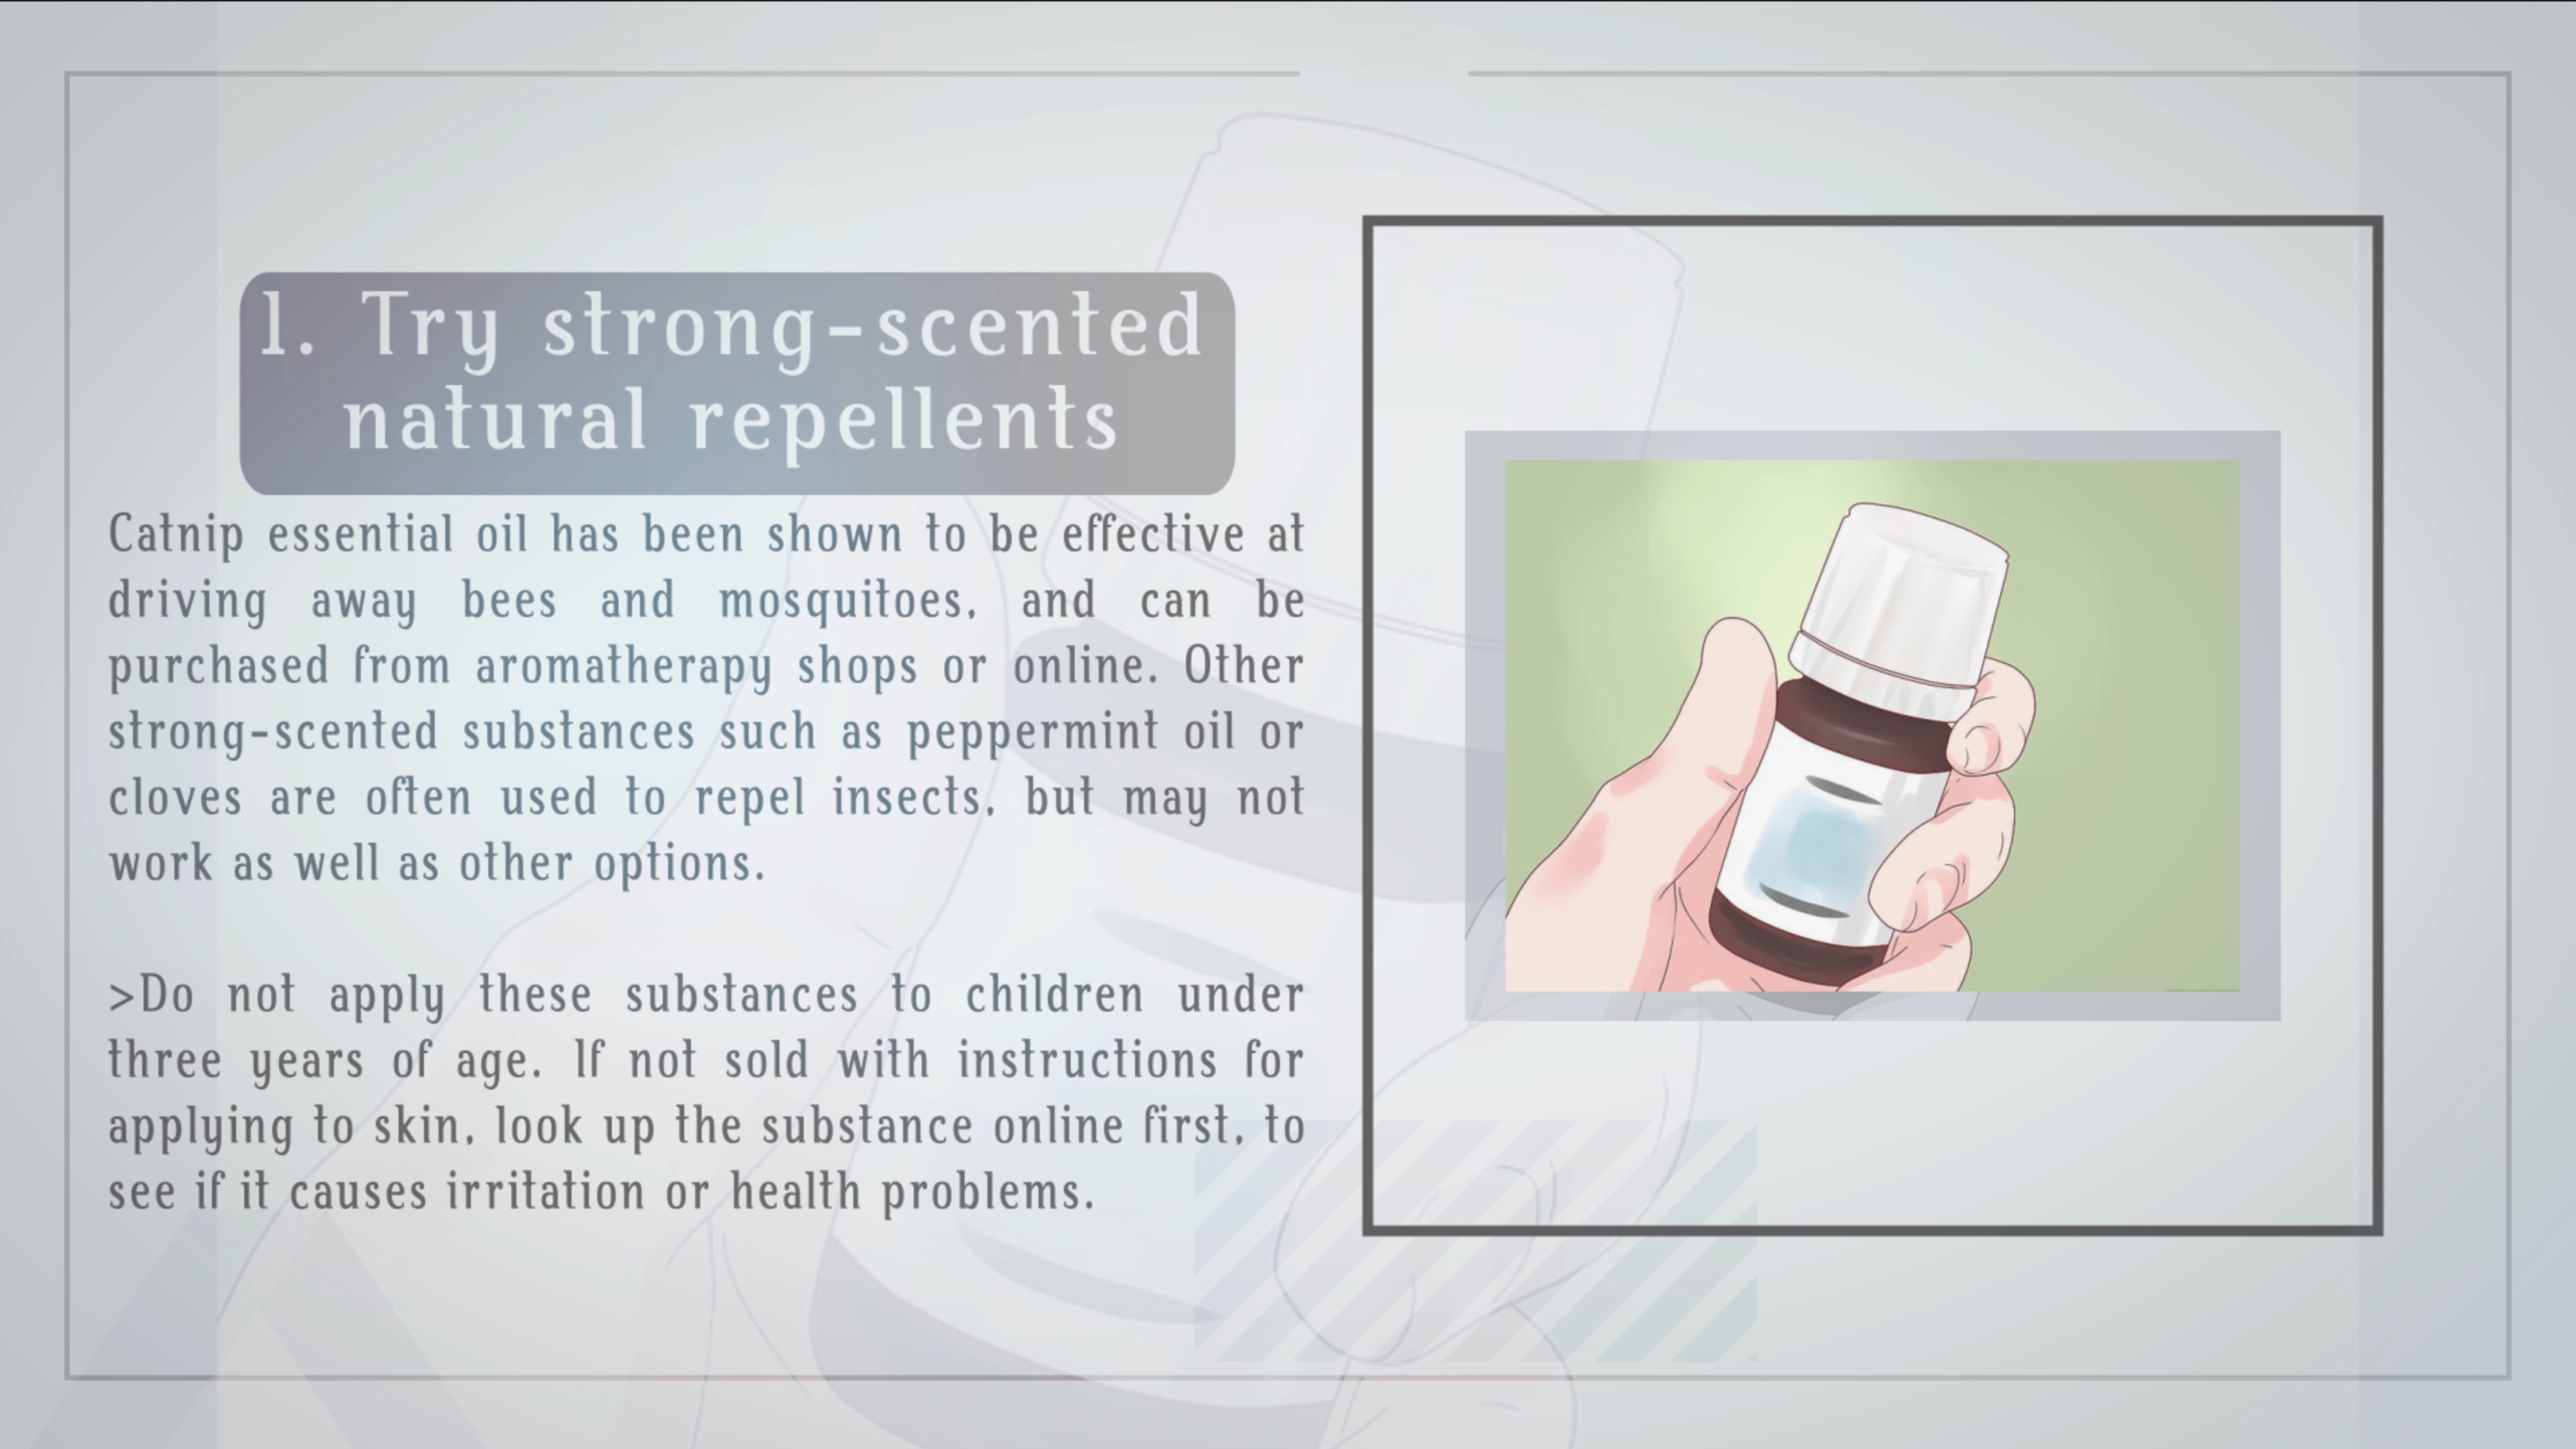 1. Try strong-scented
natural repellents
Catnip essential oil has been shown to be effective at
driving away bees and mosquitoes, and can be
purchased from aromatherapy shops or online. Other
strong-scented substances such as peppermint oil or
cloves are often used to repel insects, but may not
work as well as other options.
>Do not apply these substances to children under
three years of age. If not sold with instructions for
applying to skin, look up the substance online first, to
see if it causes irritation or health problems.